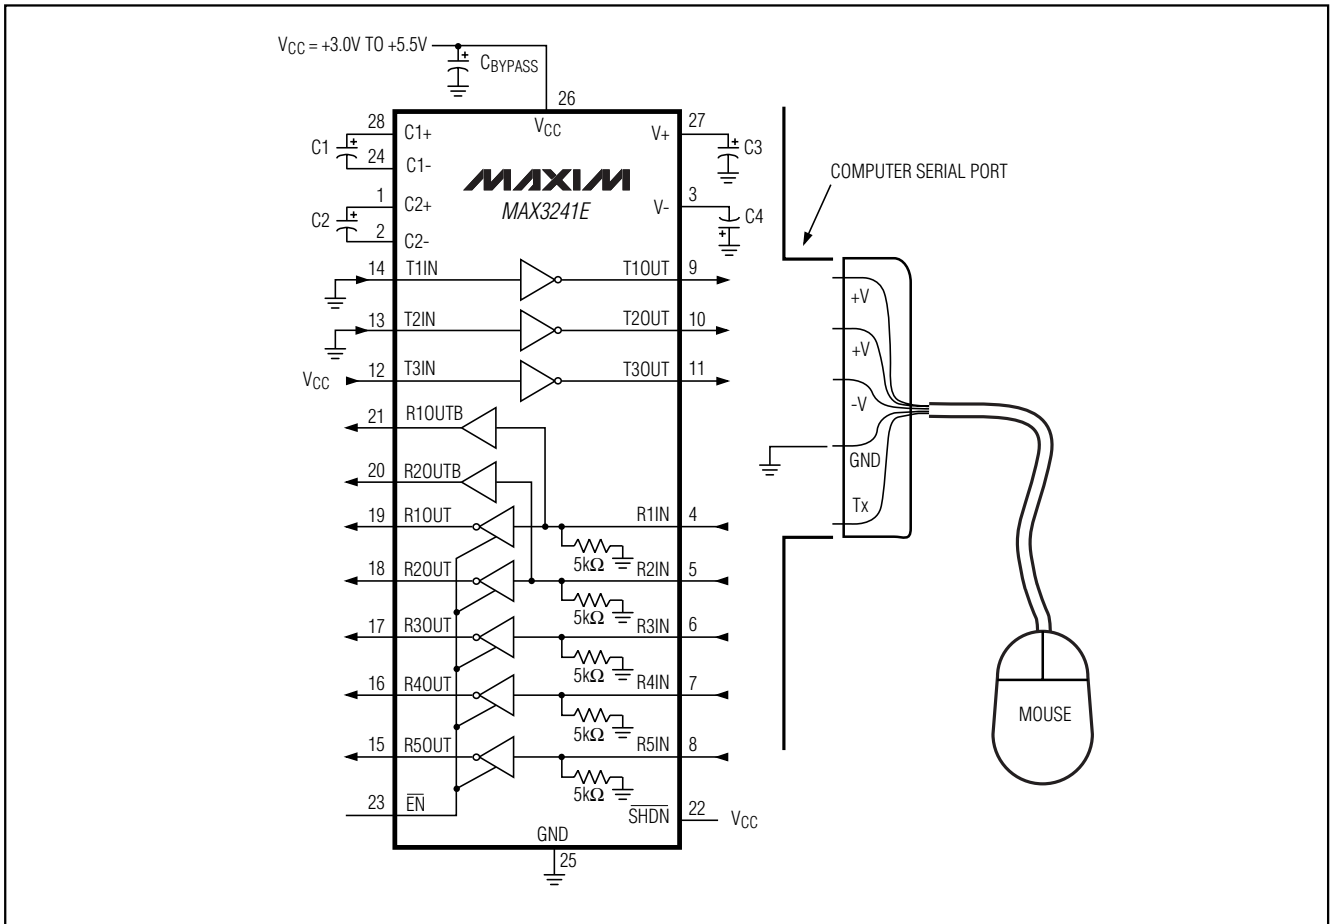 VCC = +3.0V TO +5.5V
CBYPASS
26
VCC
28 C1+
C1
24 C1-
1 C2+
C2
2 C2-
V+ 27
C3
V- 3
C4
MAXIM
MAX3241E
14 T1IN T1OUT 9
13 T2IN T2OUT 10
VCC 12 T3IN T3OUT 11
21 R1OUTB
20 R2OUTB
19 R1OUT R1IN 4
5kΩ
18 R2OUT R2IN 5
5kΩ
17 R3OUT R3IN 6
5kΩ
16 R4OUT R4IN 7
5kΩ
15 R5OUT R5IN 8
5kΩ
23 EN
SHDN 22 VCC
GND
25
COMPUTER SERIAL PORT
+V
+V
-V
GND
Tx
MOUSE